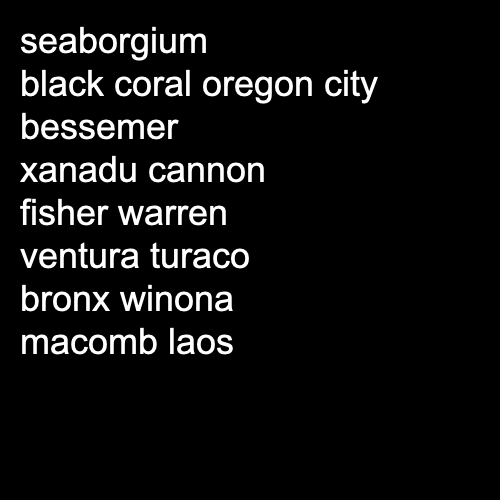 seaborgium
black coral oregon city
bessemer
xanadu cannon
fisher warren
ventura turaco
bronx winona
macomb laos